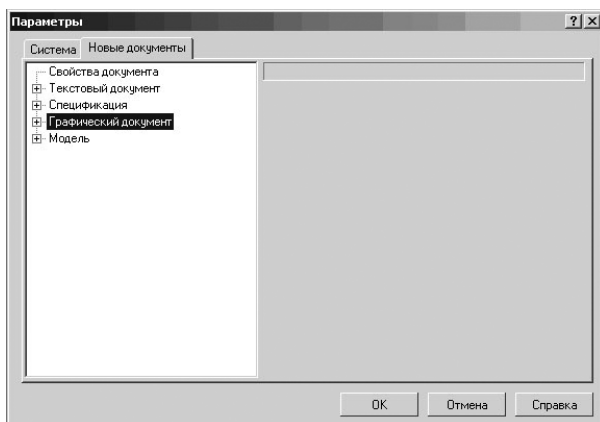 Параметры
Система Новые документы
Свойства документа
Текстовый документ
Спецификация
Графический документ
Модель
OK Отмена Справка